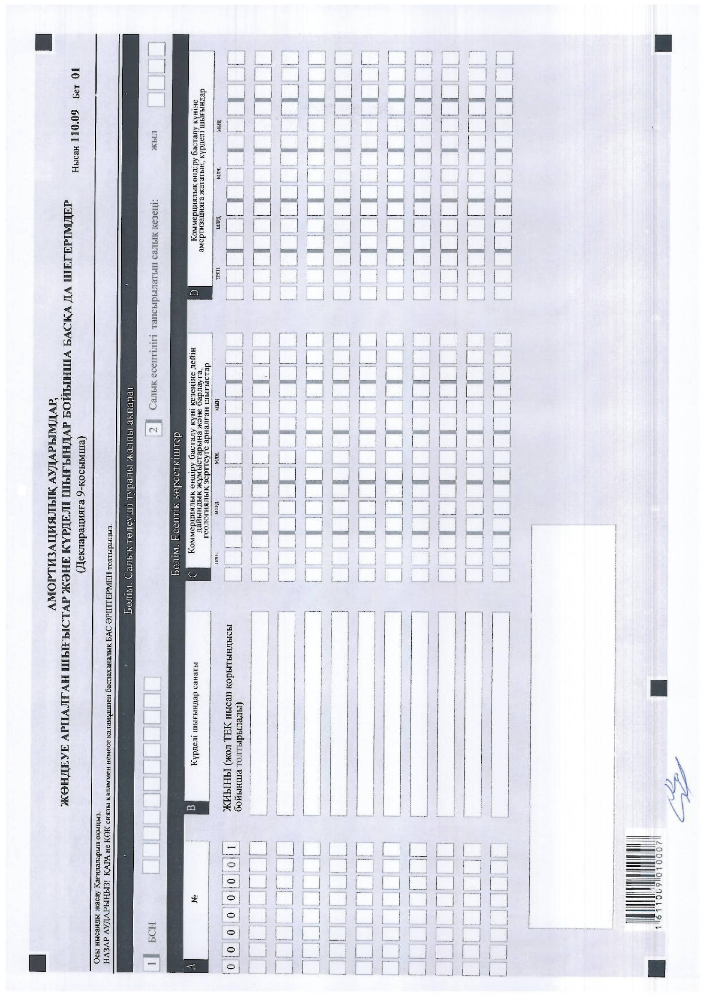 АМОРТИЗАЦИЯЛЫҚ АУДАРЫМДАР,
ЖӨНДЕУГЕ АРНАЛҒАН ШЫҒЫСТАР ЖӘНЕ КҮРДЕЛІ ШЫҒЫНДАР БОЙЫНША БАСҚА ДА ШЕГЕРІМДЕР
(Декларацияға 9-қосымша)
Нысан 110.09 Бет 01
Осы нысанды жасау Қағидаларын оқыңыз.
НАЗАР АУДАРЫҢЫЗ! ҚАРА не КӨК сиялы қаламмен немесе қаламұшпен баспаханалық БАС ӘРІПТЕРМЕН толтырыңыз.
Бөлім. Салық төлеуші туралы жалпы ақпарат
1 БСН
2 Салық есептілігі тапсырылатын салық кезеңі: жыл
Бөлім. Есептік көрсеткіштер
A №
B Күрделі шығындар санаты
C Коммерциялық өндіру басталу күні кезеңіне дейін
дайындық жұмыстарына және барлауға,
геологиялық зерттеуге арналған шығыстар
D Коммерциялық өндіру басталу күніне
амортизацияға жататын, күрделі шығындар
трлн. млрд. млн. мың
трлн. млрд. млн. мың
0 0 0 0 0 0 0 1
ЖИЫНЫ (жол ТЕК нысан қорытындысы
бойынша толтырылады)
1611009010007